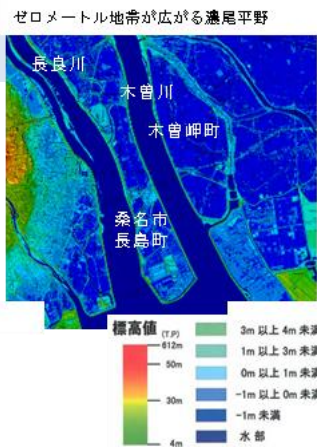 ゼロメートル地帯が広がる濃尾平野
長良川
木曽川
木曽岬町
桑名市
長島町
標高値 (T.P)
612m
50m
30m
4m
3m 以上 4m 未満
1m 以上 3m 未満
0m 以上 1m 未満
-1m 以上 0m 未満
-1m 未満
水 部